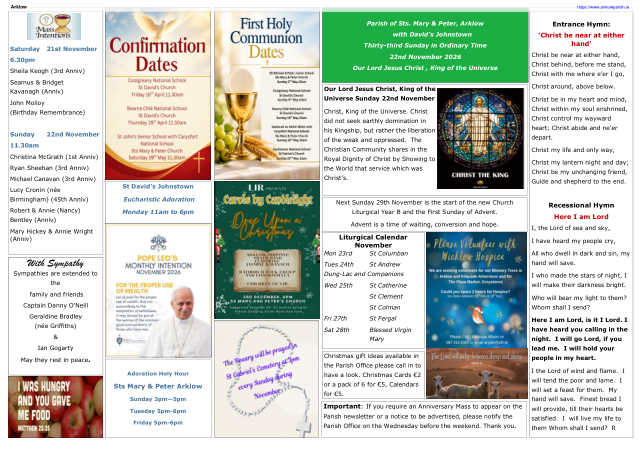 Arklow
https://www.arklowparish.ie
Mass
Intentions
Saturday 21st November
6.30pm
Sheila Keogh (3rd Anniv)
Seamus & Bridget
Kavanagh (Anniv)
John Molloy
(Birthday Remembrance)
Sunday 22nd November
11.30am
Christina McGrath (1st Anniv)
Ryan Sheehan (3rd Anniv)
Michael Canavan (3rd Anniv)
Lucy Cronin (née
Birmingham) (45th Anniv)
Robert & Annie (Nancy)
Bentley (Anniv)
Mary Hickey & Annie Wright
(Anniv)
With Sympathy
Sympathies are extended to
the
family and friends
Captain Danny O'Neill
Geraldine Bradley
(née Griffiths)
&
Ian Gogarty
May they rest in peace.
I WAS HUNGRY
AND YOU GAVE
ME FOOD
MATTHEW 25:35
Confirmation
Dates
St David's Church
St David's Church
Sts Mary & Peter Church
St David's Johnstown
Eucharistic Adoration
Monday 11am to 6pm
POPE LEO'S
MONTHLY INTENTION
NOVEMBER 2026
FOR THE PROPER USE
OF WEALTH
Adoration Holy Hour
Sts Mary & Peter Arklow
Sunday 3pm—5pm
Tuesday 5pm-6pm
Friday 5pm-6pm
First Holy
Communion
Dates
LIR PRESENTS
Carols by Candlelight
Once Upon a
Christmas
The Rosary will be prayed in
St Gabriel's Cemetery at 3pm
every Sunday during
November
Parish of Sts. Mary & Peter, Arklow
with David's Johnstown
Thirty-third Sunday in Ordinary Time
22nd November 2026
Our Lord Jesus Christ , King of the Universe
Our Lord Jesus Christ, King of the
Universe Sunday 22nd November
Christ, King of the Universe. Christ
did not seek earthly domination in
his Kingship, but rather the liberation
of the weak and oppressed. The
Christian Community shares in the
Royal Dignity of Christ by Showing to
the World that service which was
Christ's.
CHRIST THE KING
Next Sunday 29th November is the start of the new Church
Liturgical Year B and the First Sunday of Advent.
Advent is a time of waiting, conversion and hope.
Liturgical Calendar
November
Mon 23rd St Columban
Tues 24th St Andrew
Dung-Lac and Companions
Wed 25th St Catherine
St Clement
St Colman
Fri 27th St Fergal
Sat 28th Blessed Virgin
Mary
Please Volunteer with
Wicklow Hospice
Christmas gift ideas available in
the Parish Office please call in to
have a look. Christmas Cards €2
or a pack of 6 for €5, Calendars
for €5.
Important: If you require an Anniversary Mass to appear on the
Parish newsletter or a notice to be advertised, please notify the
Parish Office on the Wednesday before the weekend. Thank you.
Entrance Hymn:
'Christ be near at either
hand'
Christ be near at either hand,
Christ behind, before me stand,
Christ with me where e'er I go,
Christ around, above below.
Christ be in my heart and mind,
Christ within my soul enshrined,
Christ control my wayward
heart; Christ abide and ne'er
depart.
Christ my life and only way,
Christ my lantern night and day;
Christ be my unchanging friend,
Guide and shepherd to the end.
Recessional Hymn
Here I am Lord
I, the Lord of sea and sky,
I have heard my people cry,
All who dwell in dark and sin, my
hand will save.
I who made the stars of night, I
will make their darkness bright.
Who will bear my light to them?
Whom shall I send?
Here I am Lord, is it I Lord. I
have heard you calling in the
night. I will go Lord, if you
lead me. I will hold your
people in my heart.
I the Lord of wind and flame. I
will tend the poor and lame. I
will set a feast for them. My
hand will save. Finest bread I
will provide, till their hearts be
satisfied. I will live my life to
them Whom shall I send? R